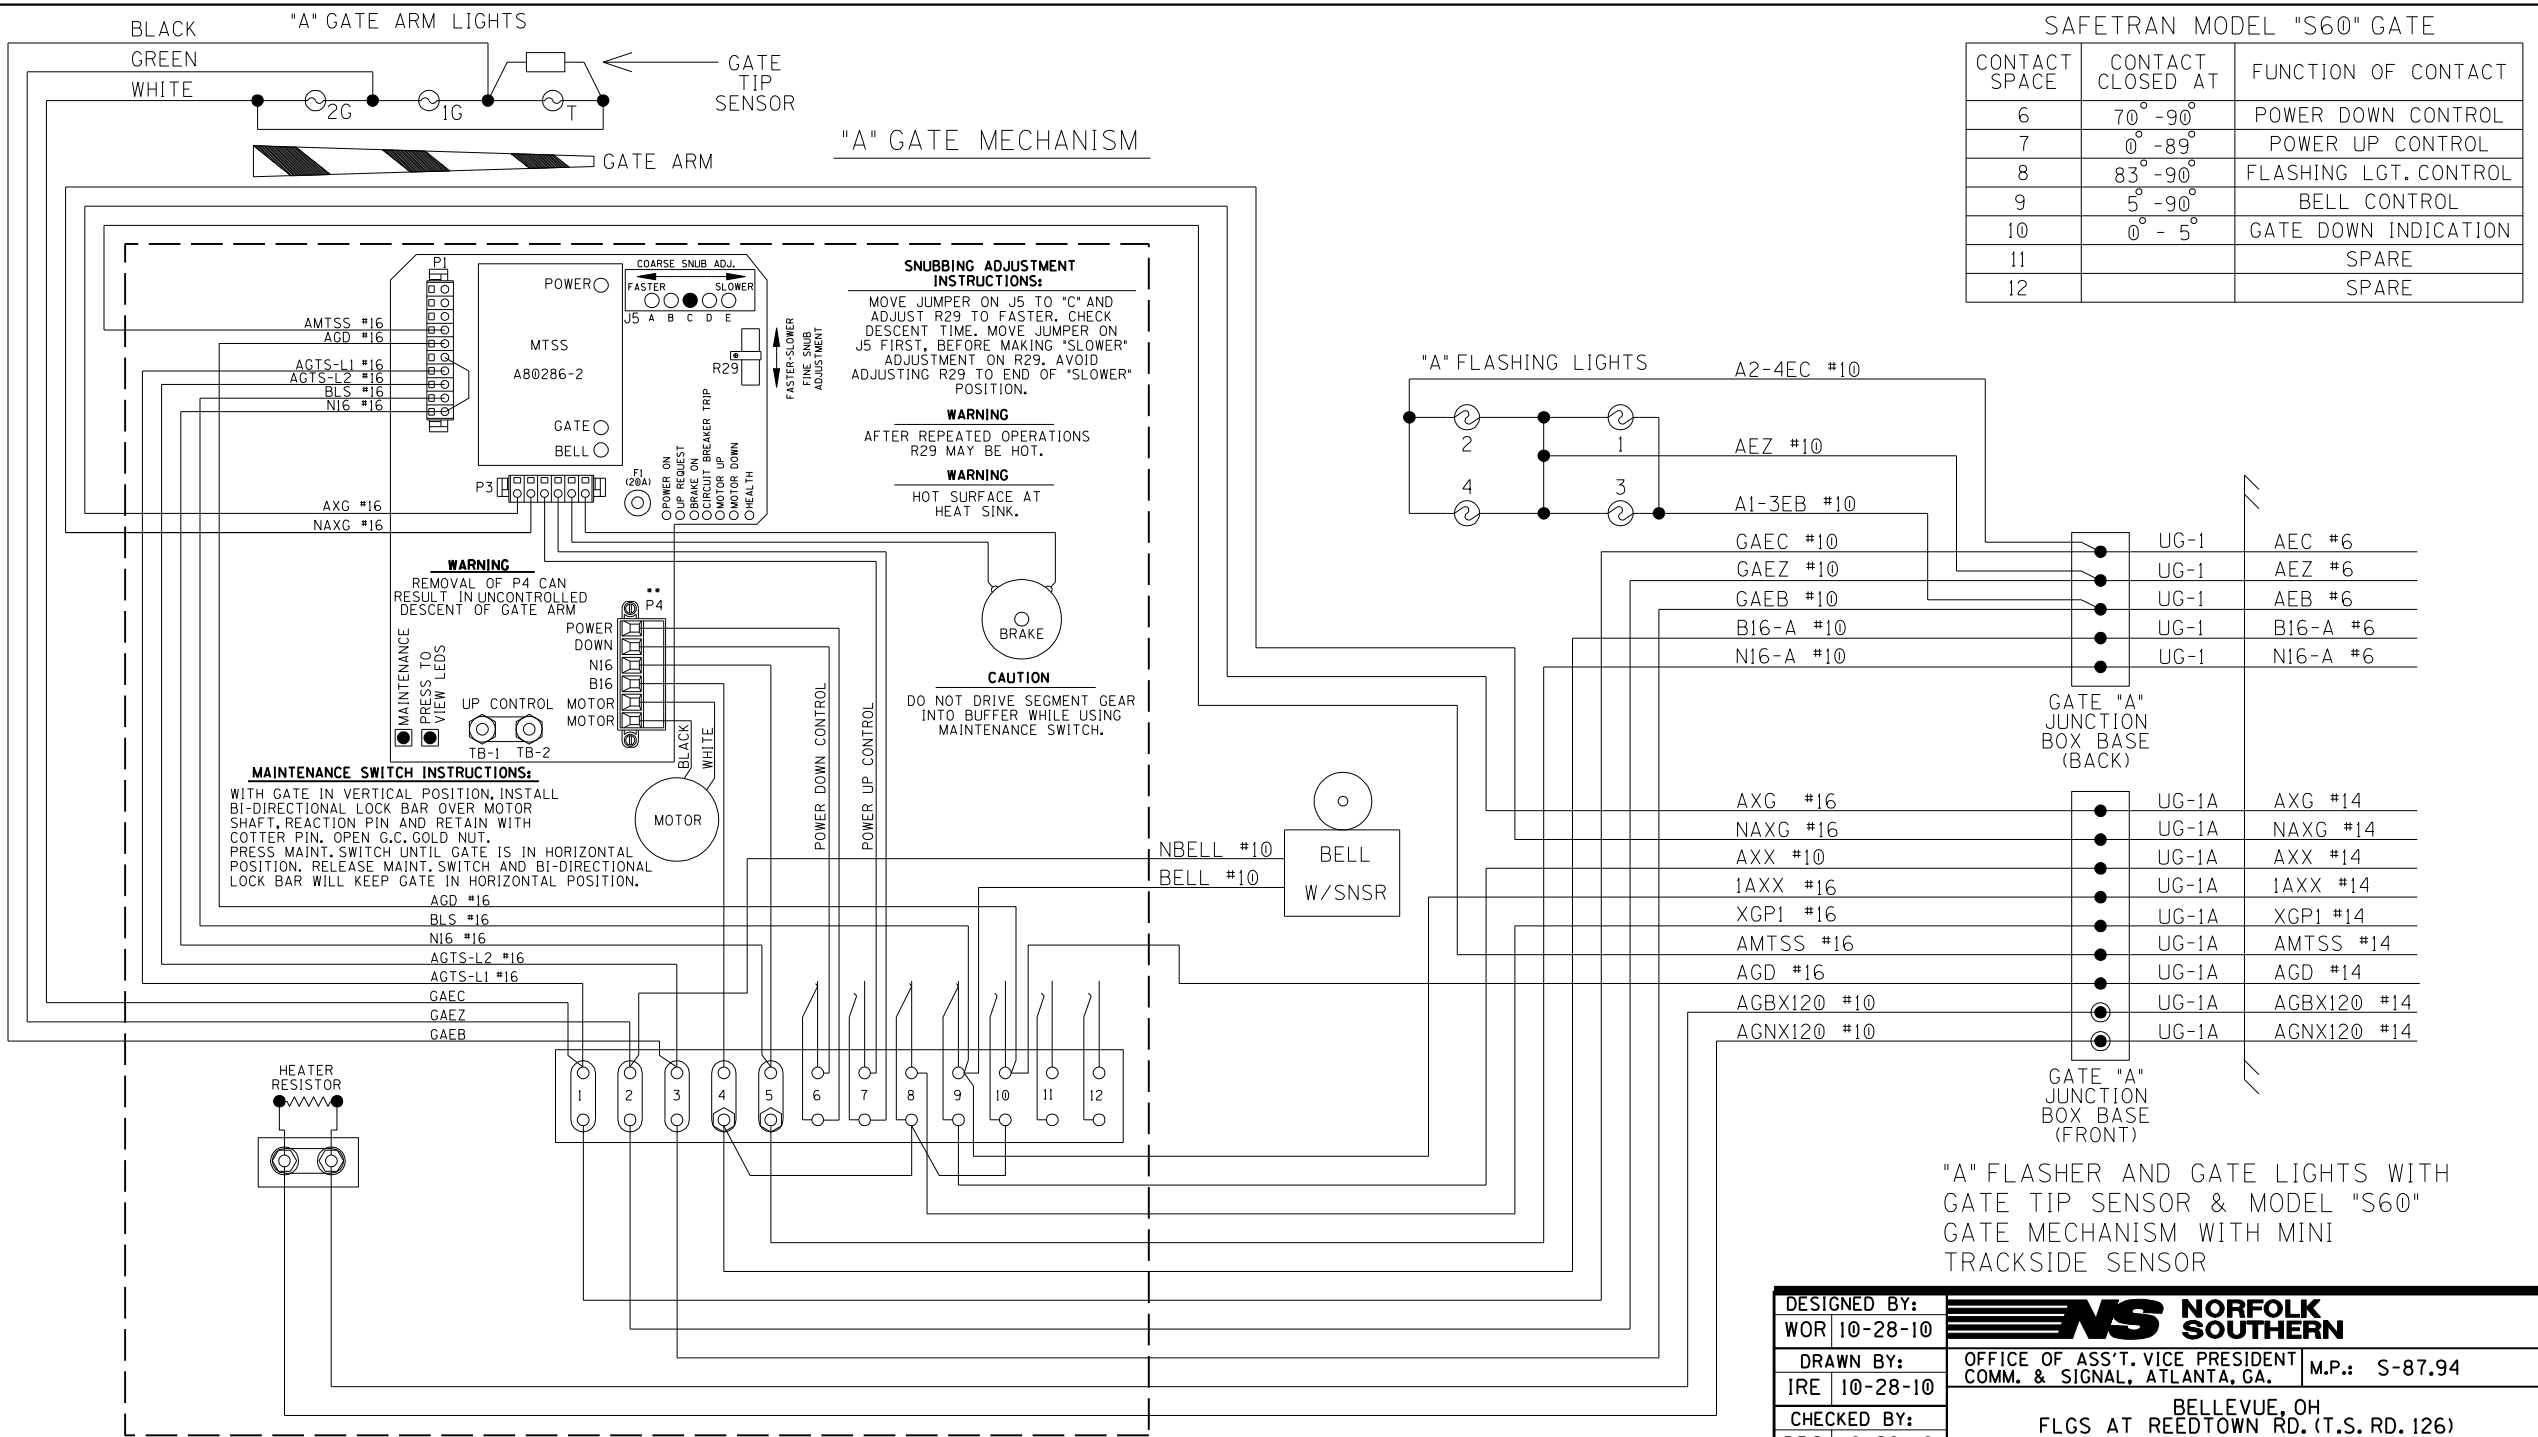 "A" GATE ARM LIGHTS
BLACK
GREEN
WHITE
2G
1G
T
GATE
TIP
SENSOR
GATE ARM
"A" GATE MECHANISM
SAFETRAN MODEL "S60" GATE
CONTACT SPACE CONTACT CLOSED AT FUNCTION OF CONTACT
6 70° -90° POWER DOWN CONTROL
7 0° -89° POWER UP CONTROL
8 83° -90° FLASHING LGT. CONTROL
9 5° -90° BELL CONTROL
10 0° - 5° GATE DOWN INDICATION
11 SPARE
12 SPARE
P1
AMTSS #16
AGD #16
AGTS-L1 #16
AGTS-L2 #16
BLS #16
N16 #16
POWER
MTSS
A80286-2
GATE
BELL
COARSE SNUB ADJ.
FASTER SLOWER
J5 A B C D E
R29
FASTER-SLOWER
FINE SNUB
ADJUSTMENT
P3
F1
(20A)
POWER ON
UP REQUEST
BRAKE ON
CIRCUIT BREAKER TRIP
MOTOR UP
MOTOR DOWN
HEALTH
AXG #16
NAXG #16
SNUBBING ADJUSTMENT
INSTRUCTIONS:
MOVE JUMPER ON J5 TO "C" AND
ADJUST R29 TO FASTER. CHECK
DESCENT TIME. MOVE JUMPER ON
J5 FIRST, BEFORE MAKING "SLOWER"
ADJUSTMENT ON R29. AVOID
ADJUSTING R29 TO END OF "SLOWER"
POSITION.
WARNING
AFTER REPEATED OPERATIONS
R29 MAY BE HOT.
WARNING
HOT SURFACE AT
HEAT SINK.
WARNING
REMOVAL OF P4 CAN
RESULT IN UNCONTROLLED
DESCENT OF GATE ARM
**
P4
POWER
DOWN
N16
B16
MOTOR
MOTOR
MAINTENANCE
PRESS TO
VIEW LEDS
UP CONTROL
TB-1 TB-2
BLACK
WHITE
MOTOR
BRAKE
CAUTION
DO NOT DRIVE SEGMENT GEAR
INTO BUFFER WHILE USING
MAINTENANCE SWITCH.
POWER DOWN CONTROL
POWER UP CONTROL
MAINTENANCE SWITCH INSTRUCTIONS:
WITH GATE IN VERTICAL POSITION, INSTALL
BI-DIRECTIONAL LOCK BAR OVER MOTOR
SHAFT, REACTION PIN AND RETAIN WITH
COTTER PIN. OPEN G.C. GOLD NUT.
PRESS MAINT. SWITCH UNTIL GATE IS IN HORIZONTAL
POSITION. RELEASE MAINT. SWITCH AND BI-DIRECTIONAL
LOCK BAR WILL KEEP GATE IN HORIZONTAL POSITION.
AGD #16
BLS #16
N16 #16
AGTS-L2 #16
AGTS-L1 #16
GAEC
GAEZ
GAEB
HEATER
RESISTOR
1 2 3 4 5 6 7 8 9 10 11 12
NBELL #10
BELL #10
BELL
W/SNSR
"A" FLASHING LIGHTS
2 1
4 3
A2-4EC #10
AEZ #10
A1-3EB #10
GAEC #10 UG-1 AEC #6
GAEZ #10 UG-1 AEZ #6
GAEB #10 UG-1 AEB #6
B16-A #10 UG-1 B16-A #6
N16-A #10 UG-1 N16-A #6
GATE "A"
JUNCTION
BOX BASE
(BACK)
AXG #16 UG-1A AXG #14
NAXG #16 UG-1A NAXG #14
AXX #10 UG-1A AXX #14
1AXX #16 UG-1A 1AXX #14
XGP1 #16 UG-1A XGP1 #14
AMTSS #16 UG-1A AMTSS #14
AGD #16 UG-1A AGD #14
AGBX120 #10 UG-1A AGBX120 #14
AGNX120 #10 UG-1A AGNX120 #14
GATE "A"
JUNCTION
BOX BASE
(FRONT)
"A" FLASHER AND GATE LIGHTS WITH
GATE TIP SENSOR & MODEL "S60"
GATE MECHANISM WITH MINI
TRACKSIDE SENSOR
DESIGNED BY:
WOR 10-28-10
DRAWN BY:
IRE 10-28-10
CHECKED BY:
NS NORFOLK
SOUTHERN
OFFICE OF ASS'T. VICE PRESIDENT
COMM. & SIGNAL, ATLANTA, GA.
M.P.: S-87.94
BELLEVUE, OH
FLGS AT REEDTOWN RD. (T.S. RD. 126)